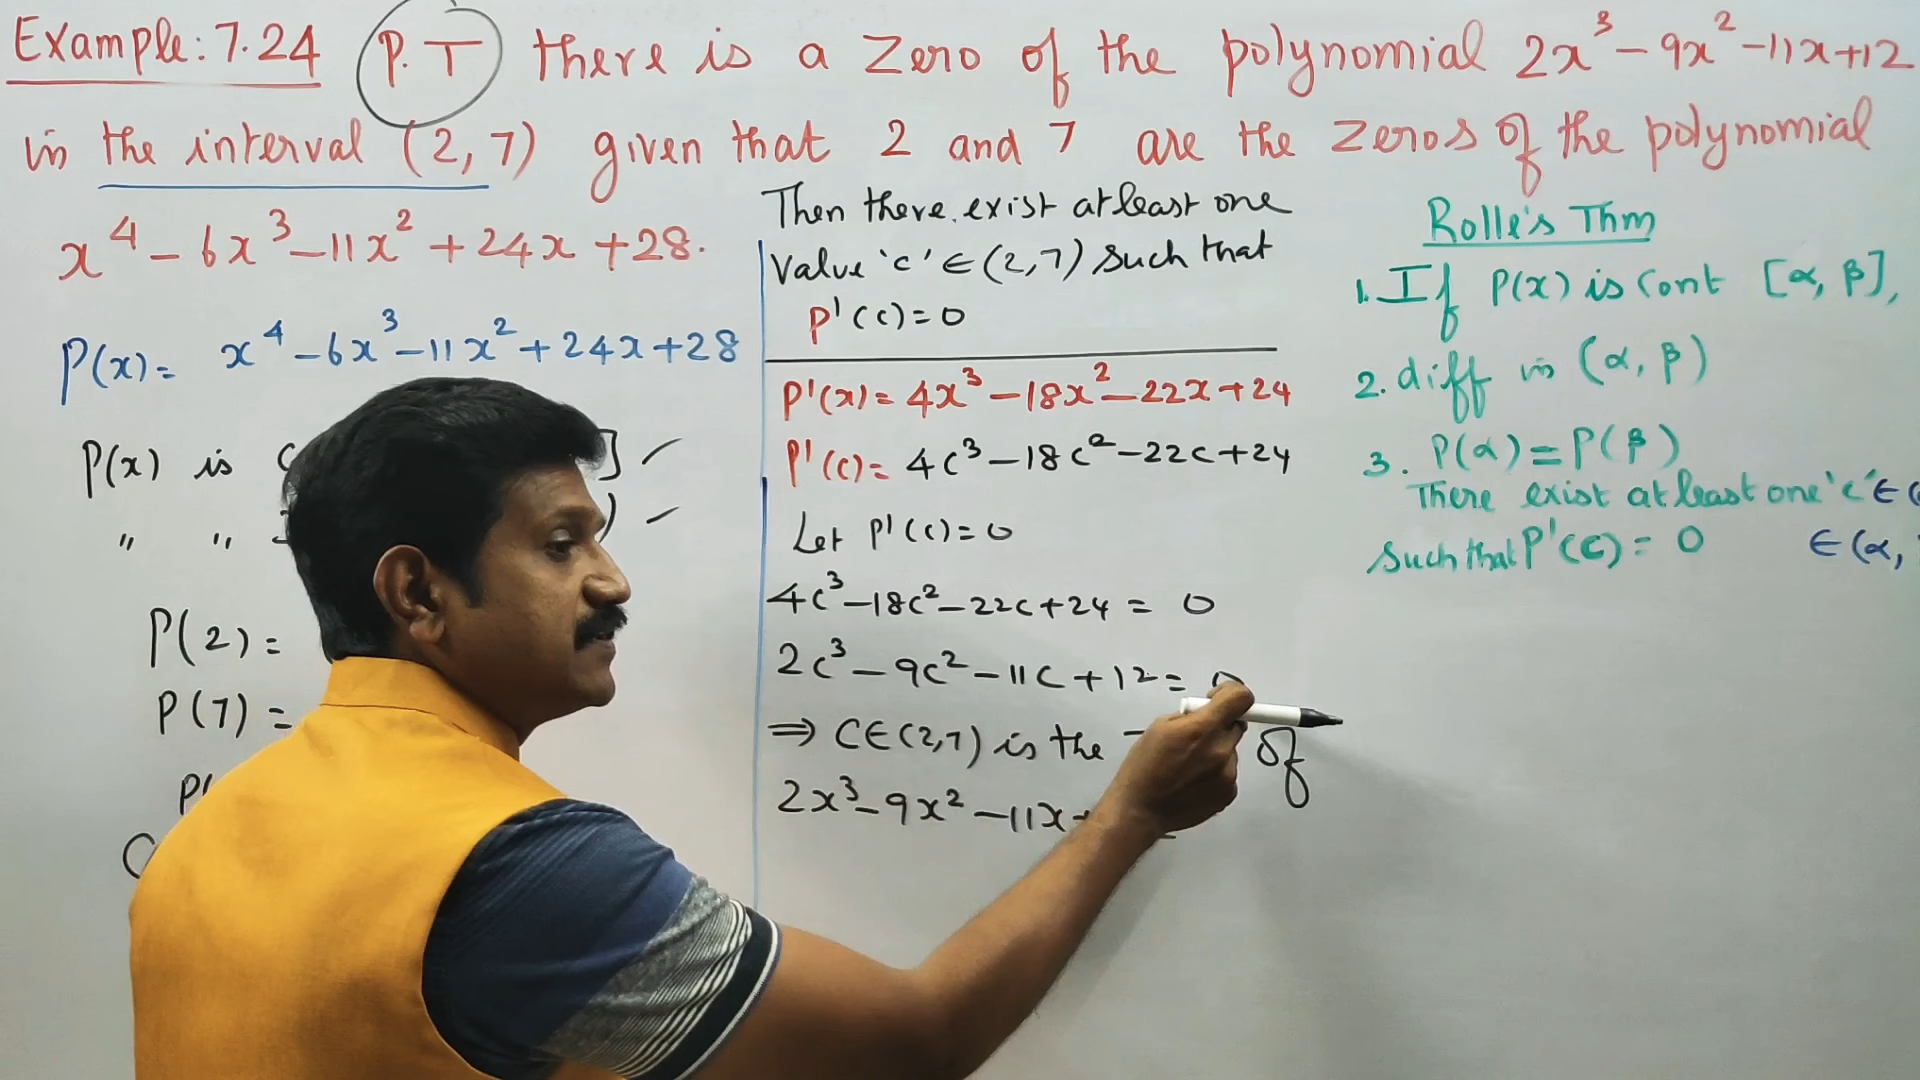 Example: 7.24 P.T there is a zero of the polynomial 2x³ - 9x² - 11x + 12
in the interval (2, 7) given that 2 and 7 are the zeros of the polynomial
x⁴ - 6x³ - 11x² + 24x + 28.
P(x) = x⁴ - 6x³ - 11x² + 24x + 28
P(x) is ]
" " )
P(2) =
P(7) =
Then there exist atleast one
value 'c' ∈ (2, 7) such that
P'(c) = 0
P'(x) = 4x³ - 18x² - 22x + 24
P'(c) = 4c³ - 18c² - 22c + 24
Let P'(c) = 0
4c³ - 18c² - 22c + 24 = 0
2c³ - 9c² - 11c + 12 = 0
⇒ C ∈ (2, 7) is the of
2x³ - 9x² - 11x +
Rolle's Thm
1. If P(x) is cont [α, β],
2. diff in (α, β)
3. P(α) = P(β)
There exist atleast one 'c' ∈ (
such that P'(c) = 0 ∈ (α,